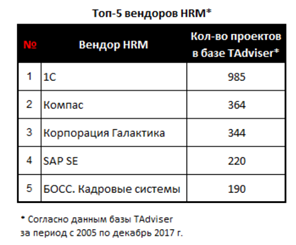 Топ-5 вендоров HRM*
№ Вендор HRM Кол-во проектов
в базе TAdviser*
1 1С 985
2 Компас 364
3 Корпорация Галактика 344
4 SAP SE 220
5 БОСС. Кадровые системы 190
* Согласно данным базы TAdviser
за период с 2005 по декабрь 2017 г.